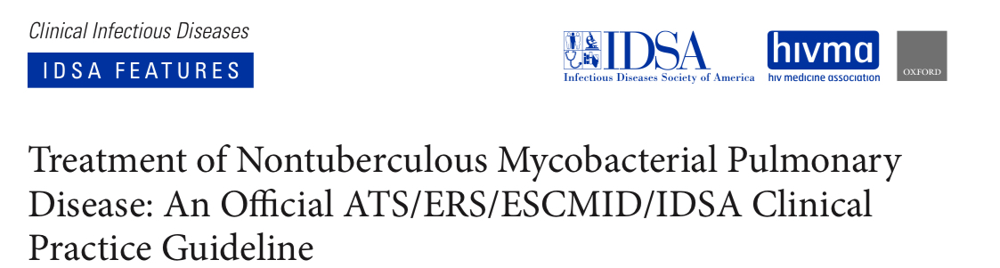 Clinical Infectious Diseases
IDSA FEATURES
IDSA
Infectious Diseases Society of America
hivma
hiv medicine association
OXFORD
Treatment of Nontuberculous Mycobacterial Pulmonary
Disease: An Official ATS/ERS/ESCMID/IDSA Clinical
Practice Guideline